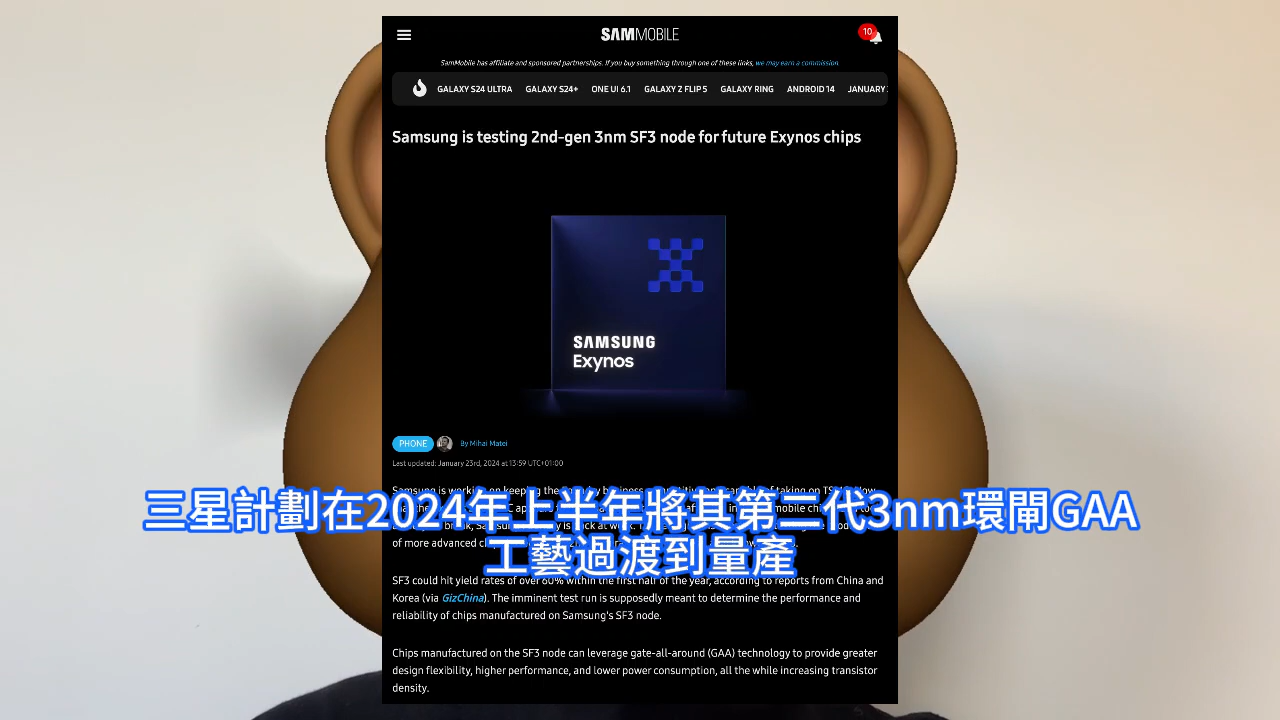 SAMMOBILE
10
SamMobile has affiliate and sponsored partnerships. If you buy something through one of these links, we may earn a commission
GALAXY S24 ULTRA GALAXY S24+ ONE UI 6.1 GALAXY Z FLIP 5 GALAXY RING ANDROID 14 JANUARY
Samsung is testing 2nd-gen 3nm SF3 node for future Exynos chips
SAMSUNG
Exynos
PHONE By Mihai Matei
Last updated: January 23rd, 2024 at 13:59 UTC+01:00
三星計劃在2024年上半年將其第二代3nm環閘GAA
工藝過渡到量產
of more advanced
SF3 could hit yield rates of over 60% within the first half of the year, according to reports from China and
Korea (via GizChina). The imminent test run is supposedly meant to determine the performance and
reliability of chips manufactured on Samsung's SF3 node.
Chips manufactured on the SF3 node can leverage gate-all-around (GAA) technology to provide greater
design flexibility, higher performance, and lower power consumption, all the while increasing transistor
density.